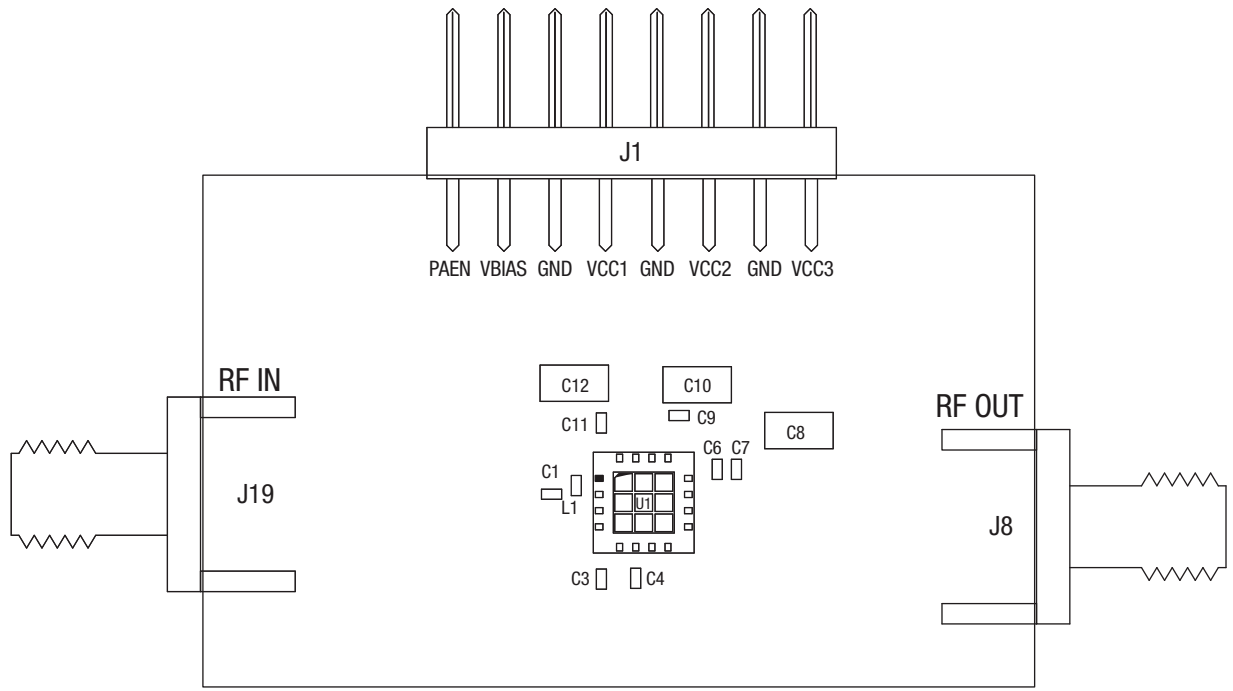 J1
PAEN VBIAS GND VCC1 GND VCC2 GND VCC3
RF IN
C12
C10
RF OUT
C11
C9
C8
C6 C7
C1
L1
U1
J19
J8
C3
C4